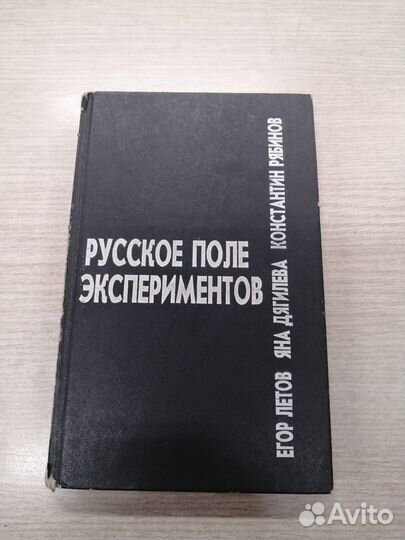 РУССКОЕ ПОЛЕ
ЭКСПЕРИМЕНТОВ
ЕГОР ЛЕТОВ ЯНА ДЯГИЛЕВА КОНСТАНТИН РЯБИНОВ
Avito